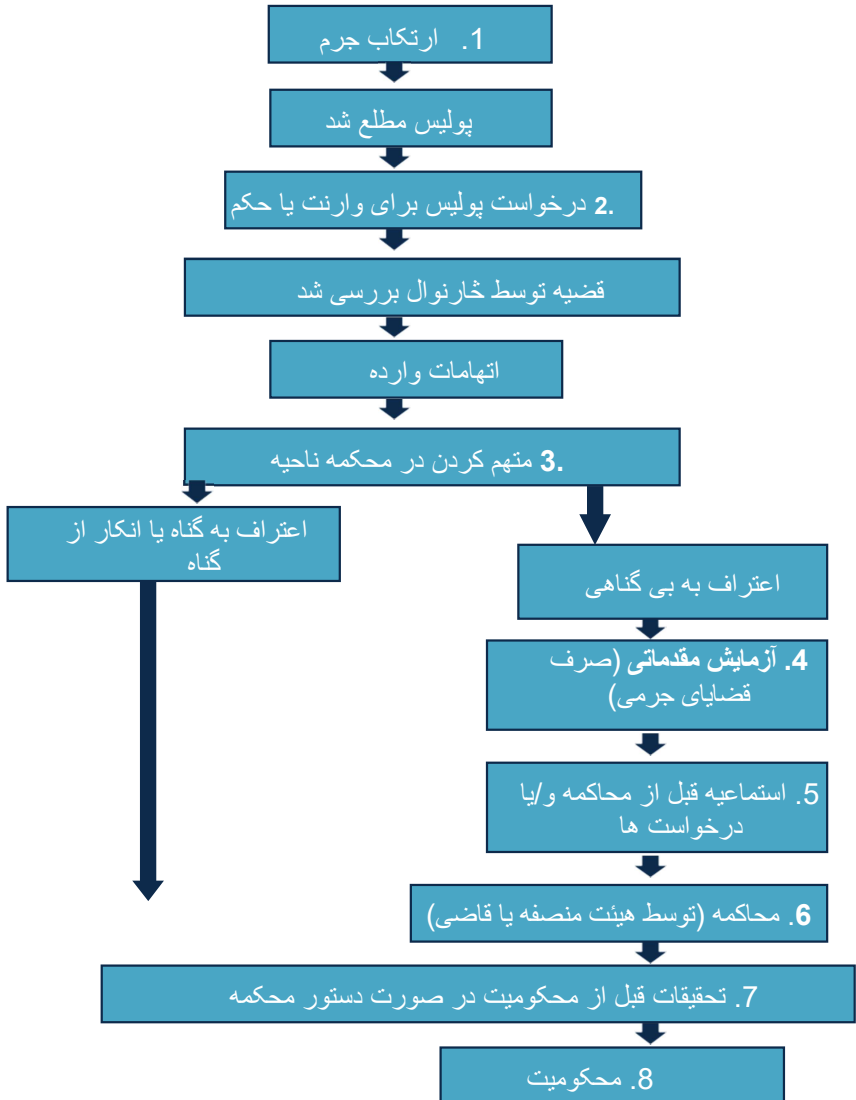 1. ارتکاب جرم
پولیس مطلع شد
2. درخواست پولیس برای وارنت یا حکم
قضیه توسط څارنوال بررسی شد
اتهامات وارده
3. متهم کردن در محکمه ناحیه
اعتراف به گناه یا انکار از
گناه
اعتراف به بی گناهی
4. آزمایش مقدماتی (صرف
قضایای جرمی)
5. استماعیه قبل از محاکمه و/یا
درخواست ها
6. محاکمه (توسط هیئت منصفه یا قاضی)
7. تحقیقات قبل از محکومیت در صورت دستور محکمه
8. محکومیت